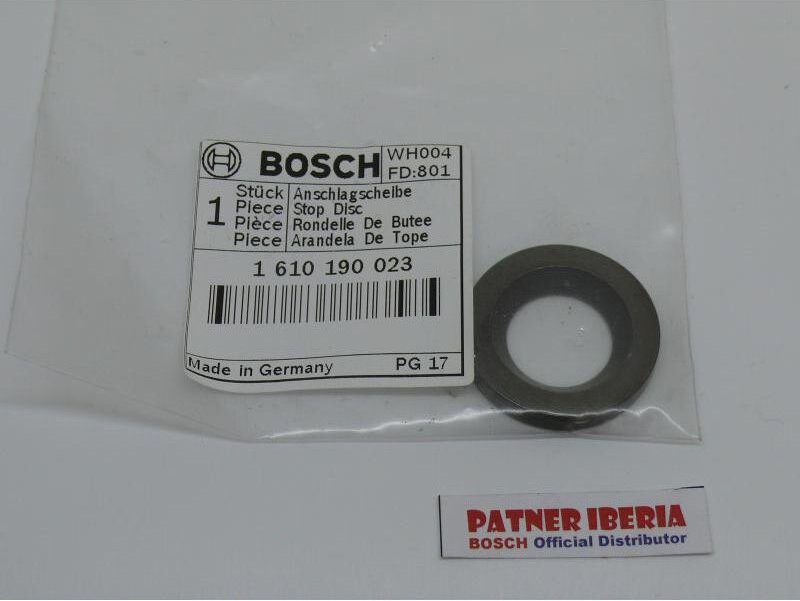 BOSCH
WH004
FD:801
1
Stück Anschlagscheibe
Piece Stop Disc
Pièce Rondelle De Butee
Piece Arandela De Tope
1 610 190 023
Made in Germany PG 17
PATNER IBERIA
BOSCH Official Distributor